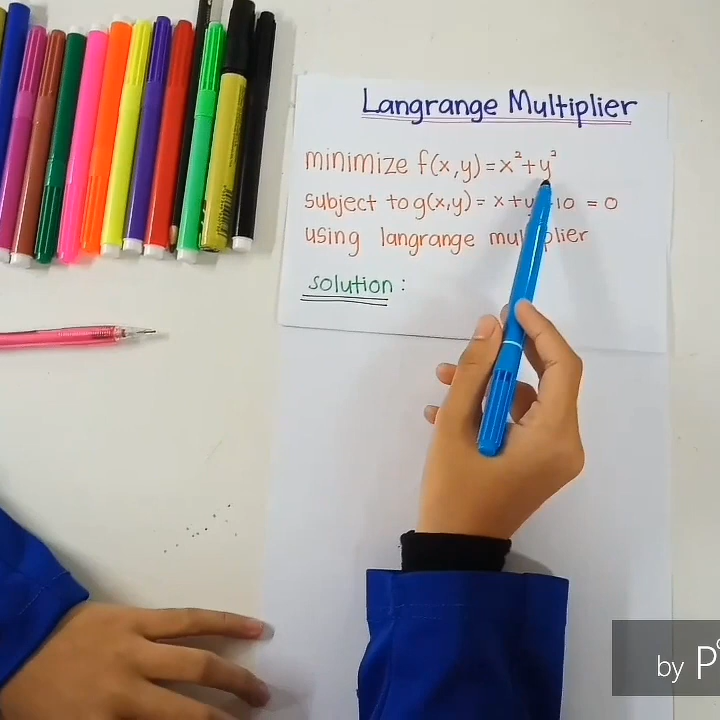 Langrange Multiplier
minimize f(x,y) = x² + y²
subject to g(x,y) = x + y 10 = 0
using langrange multiplier
solution :
by P